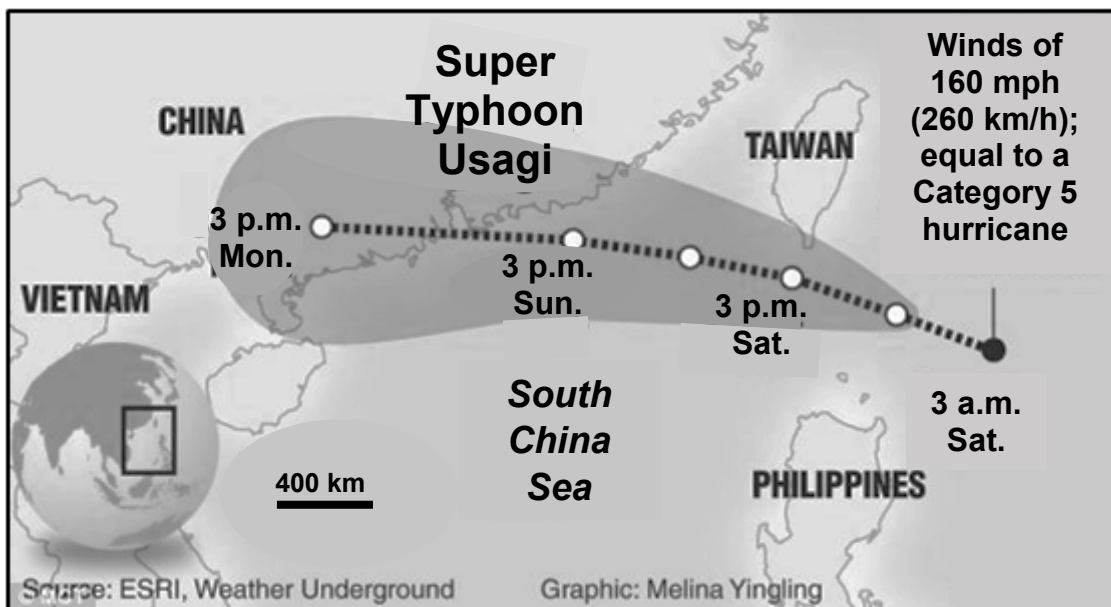 Super
Typhoon
Usagi
Winds of
160 mph
(260 km/h);
equal to a
Category 5
hurricane
CHINA
TAIWAN
3 p.m.
Mon.
3 p.m.
Sun.
3 p.m.
Sat.
3 a.m.
Sat.
VIETNAM
South
China
Sea
400 km
PHILIPPINES
Source: ESRI, Weather Underground
Graphic: Melina Yingling